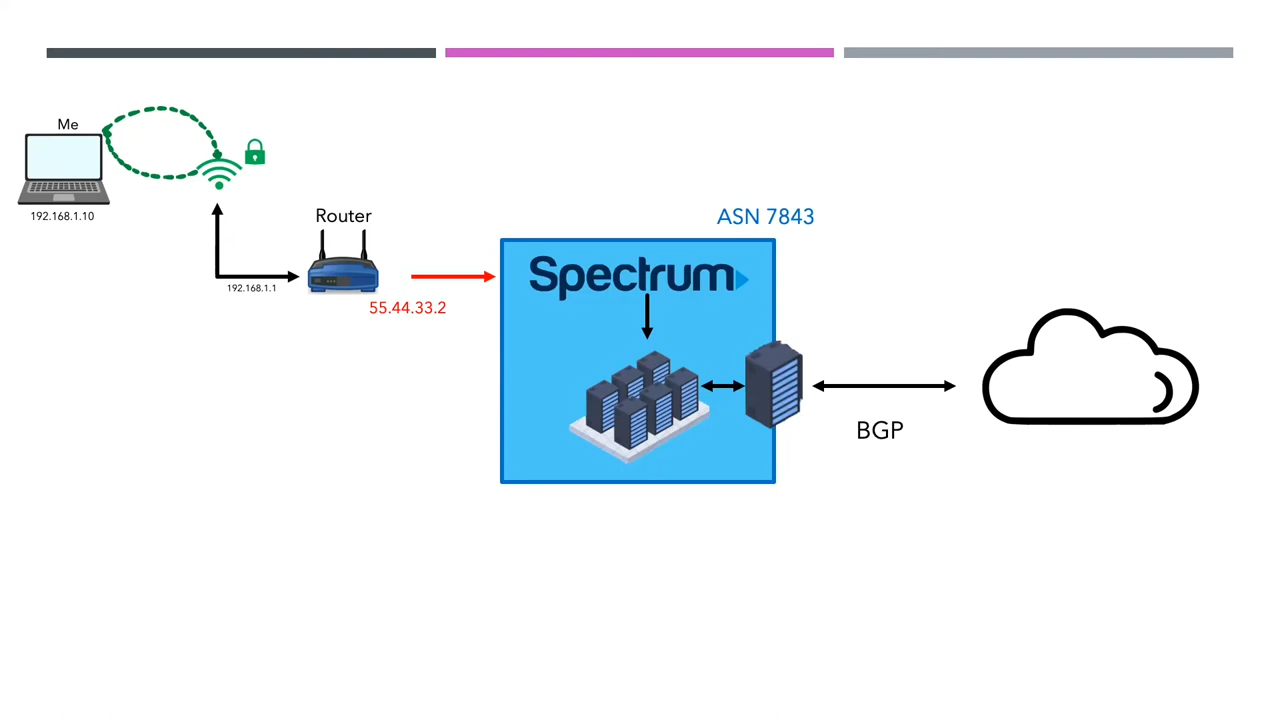 Me
192.168.1.10
Router
192.168.1.1
55.44.33.2
ASN 7843
Spectrum
BGP